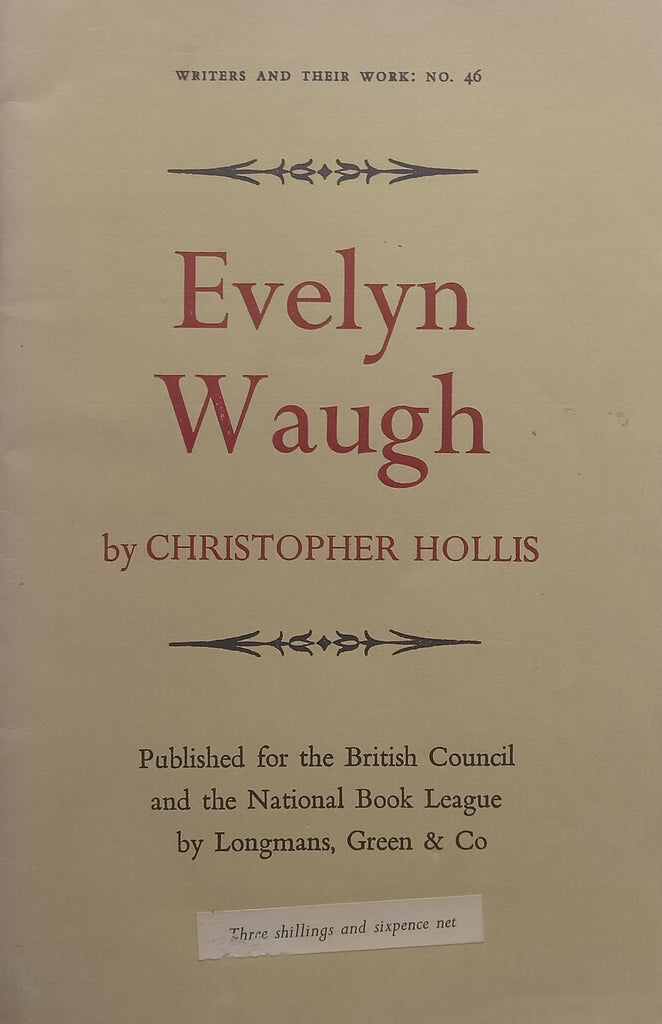 WRITERS AND THEIR WORK: NO. 46
Evelyn
Waugh
by CHRISTOPHER HOLLIS
Published for the British Council
and the National Book League
by Longmans, Green & Co
Three shillings and sixpence net